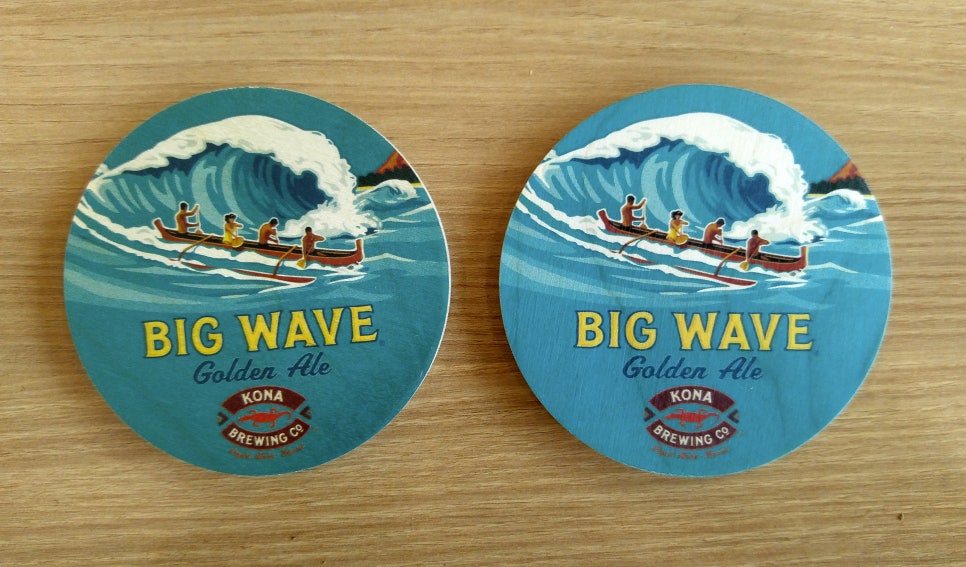 BIG WAVE
Golden Ale
KONA
BREWING CO
BIG WAVE
Golden Ale
KONA
BREWING CO